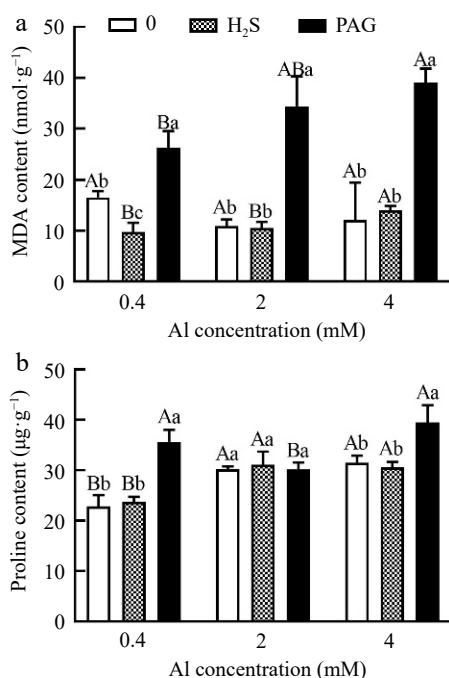 a
0 H₂S PAG
MDA content (nmol·g⁻¹)
50
40
30
20
10
0
Ab Bc Ba Ab Bb ABa Ab Ab Aa
0.4 2 4
Al concentration (mM)
b
Proline content (μg·g⁻¹)
50
40
30
20
10
0
Bb Bb Aa Aa Aa Ba Ab Ab Aa
0.4 2 4
Al concentration (mM)